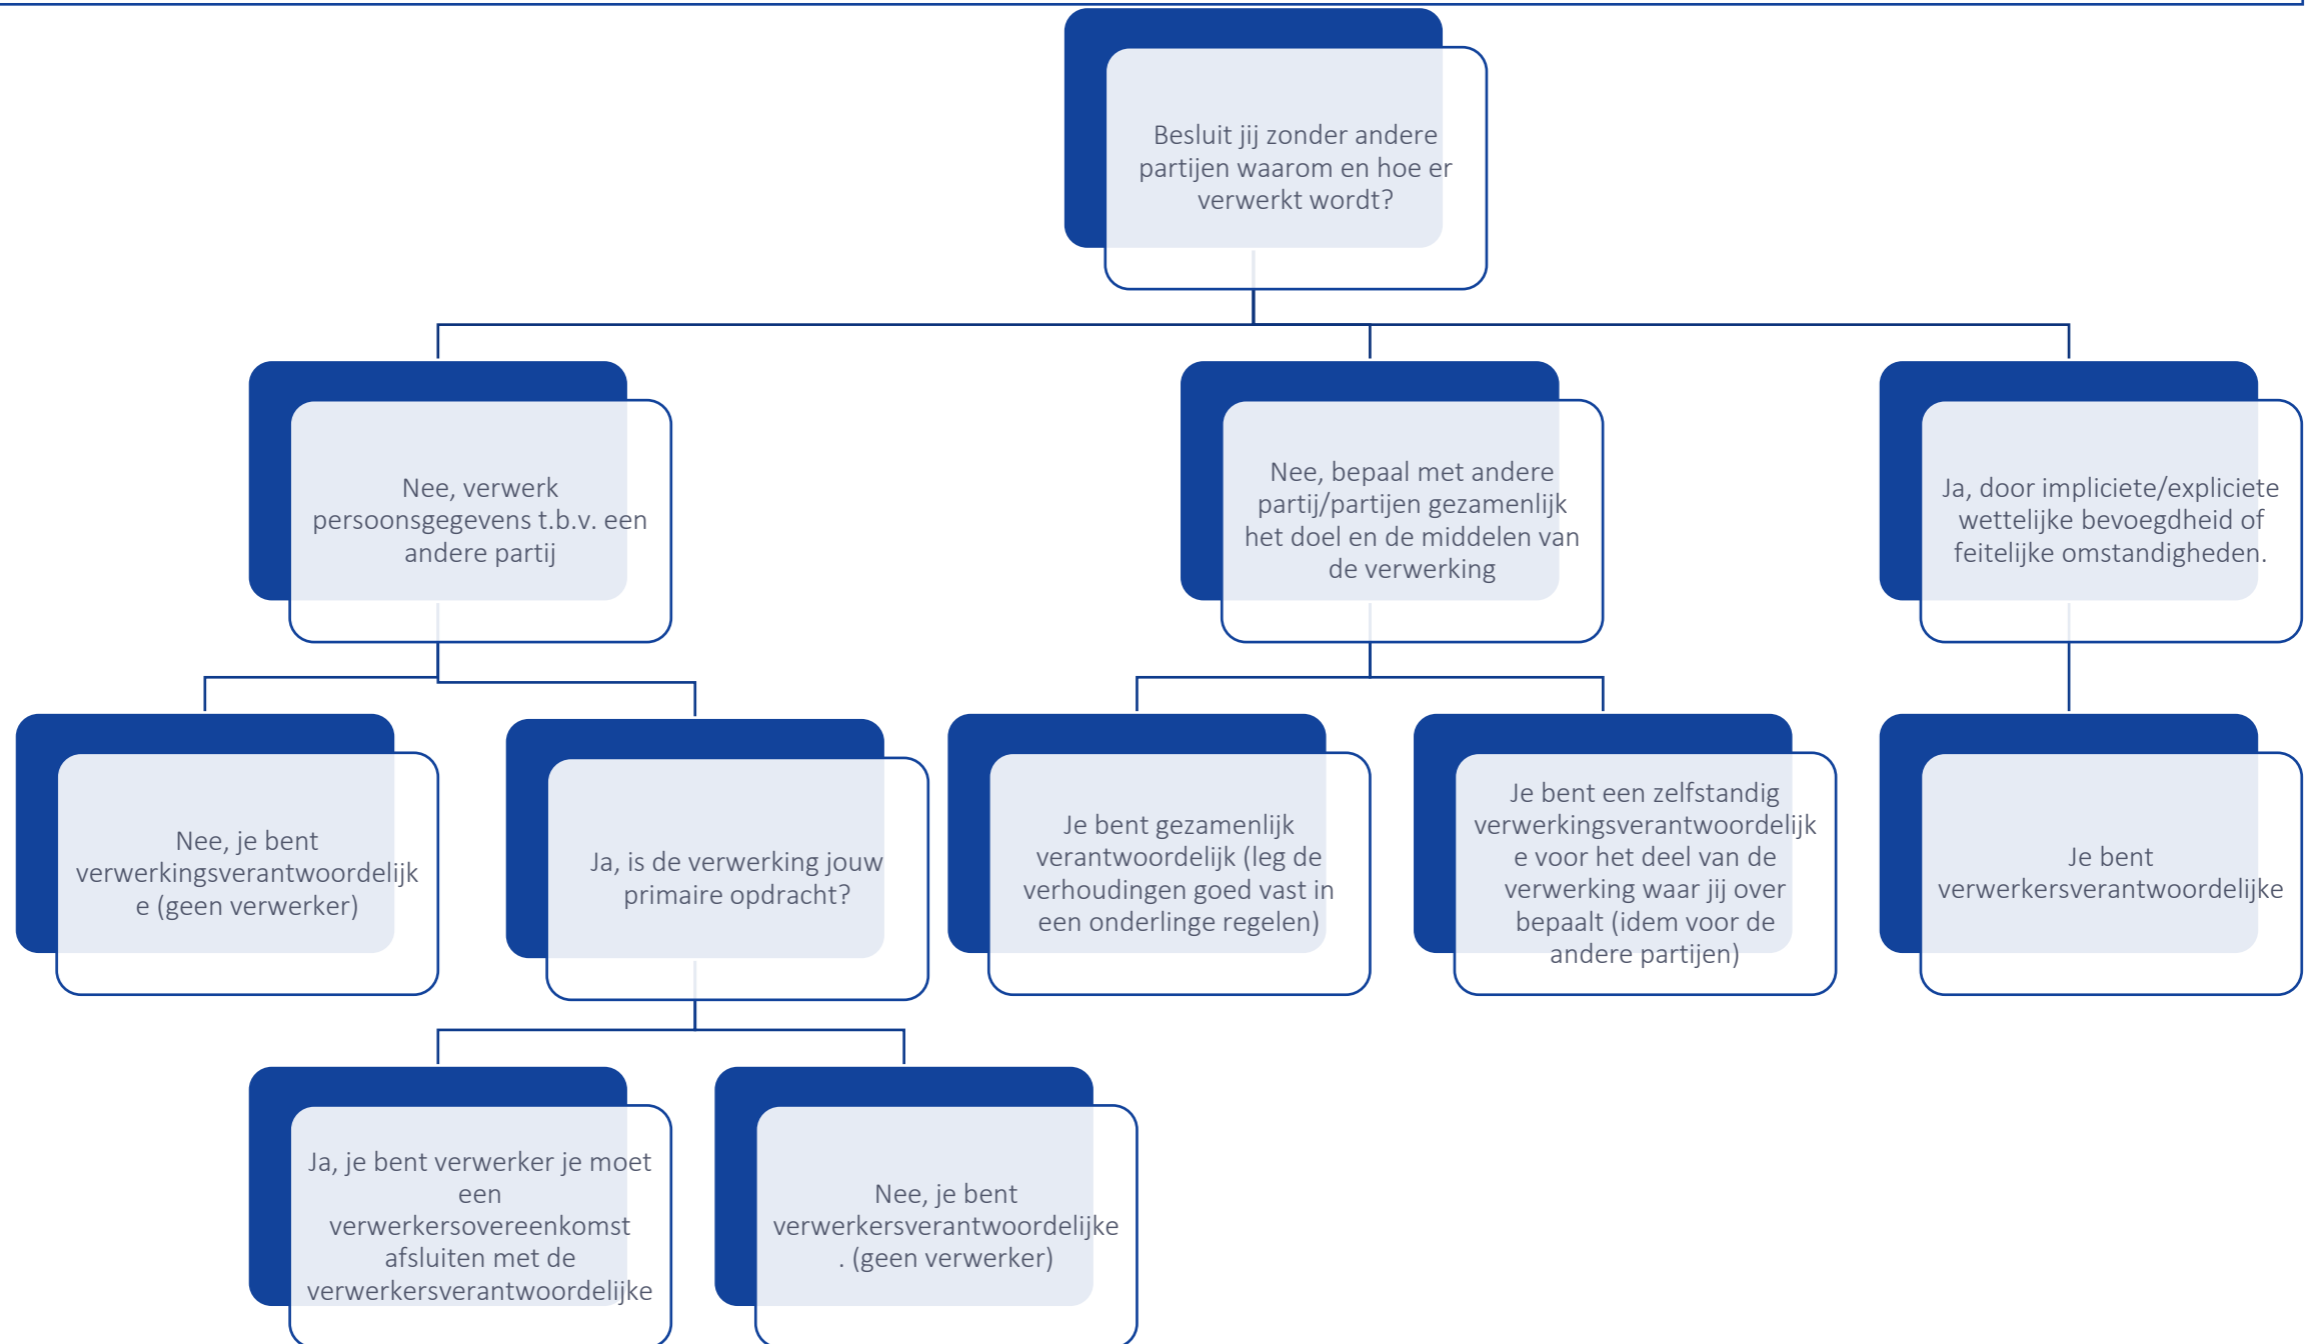 Besluit jij zonder andere
partijen waarom en hoe er
verwerkt wordt?
Nee, verwerk
persoonsgegevens t.b.v. een
andere partij
Nee, bepaal met andere
partij/partijen gezamenlijk
het doel en de middelen van
de verwerking
Ja, door impliciete/expliciete
wettelijke bevoegdheid of
feitelijke omstandigheden.
Nee, je bent
verwerkingsverantwoordelijk
e (geen verwerker)
Ja, is de verwerking jouw
primaire opdracht?
Je bent gezamenlijk
verantwoordelijk (leg de
verhoudingen goed vast in
een onderlinge regelen)
Je bent een zelfstandig
verwerkingsverantwoordelijk
e voor het deel van de
verwerking waar jij over
bepaalt (idem voor de
andere partijen)
Je bent
verwerkersverantwoordelijke
Ja, je bent verwerker je moet
een
verwerkersovereenkomst
afsluiten met de
verwerkersverantwoordelijke
Nee, je bent
verwerkersverantwoordelijke
. (geen verwerker)